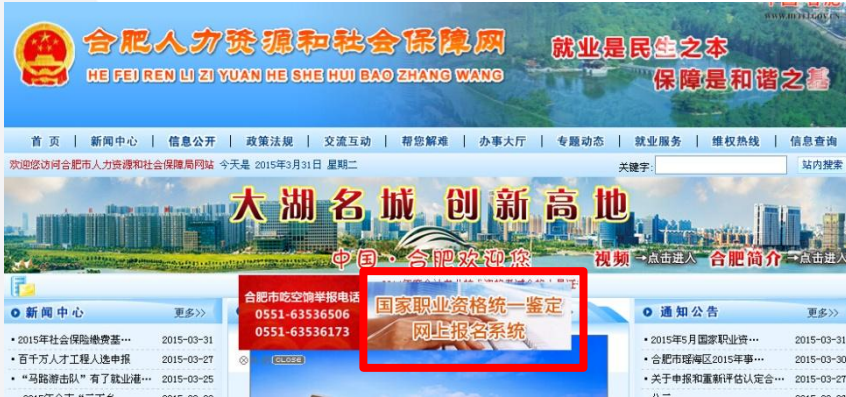 WWW.HEFEI.GOV.CN
合肥人力资源和社会保障网
HE FEI REN LI ZI YUAN HE SHE HUI BAO ZHANG WANG
就业是民生之本
保障是和谐之基
首 页 | 新闻中心 | 信息公开 | 政策法规 | 交流互动 | 帮您解难 | 办事大厅 | 专题动态 | 就业服务 | 维权热线 | 信息查询
欢迎您访问合肥市人力资源和社会保障局网站 今天是 2015年3月31日 星期二 关键字: 站内搜索
大湖名城 创新高地
中国·合肥欢迎您
视频 →点击进入 合肥简介 →点击进入
合肥市吃空饷举报电话
0551-63536506
0551-63536173
国家职业资格统一鉴定
网上报名系统
CLOSE
新闻中心 更多>>
•2015年社会保险缴费基… 2015-03-31
•百千万人才工程人选申报 2015-03-27
•“马路游击队”有了就业港… 2015-03-25
通知公告 更多>>
•2015年5月国家职业资… 2015-03-31
•合肥市瑶海区2015年事… 2015-03-30
•关于申报和重新评估认定合… 2015-03-27